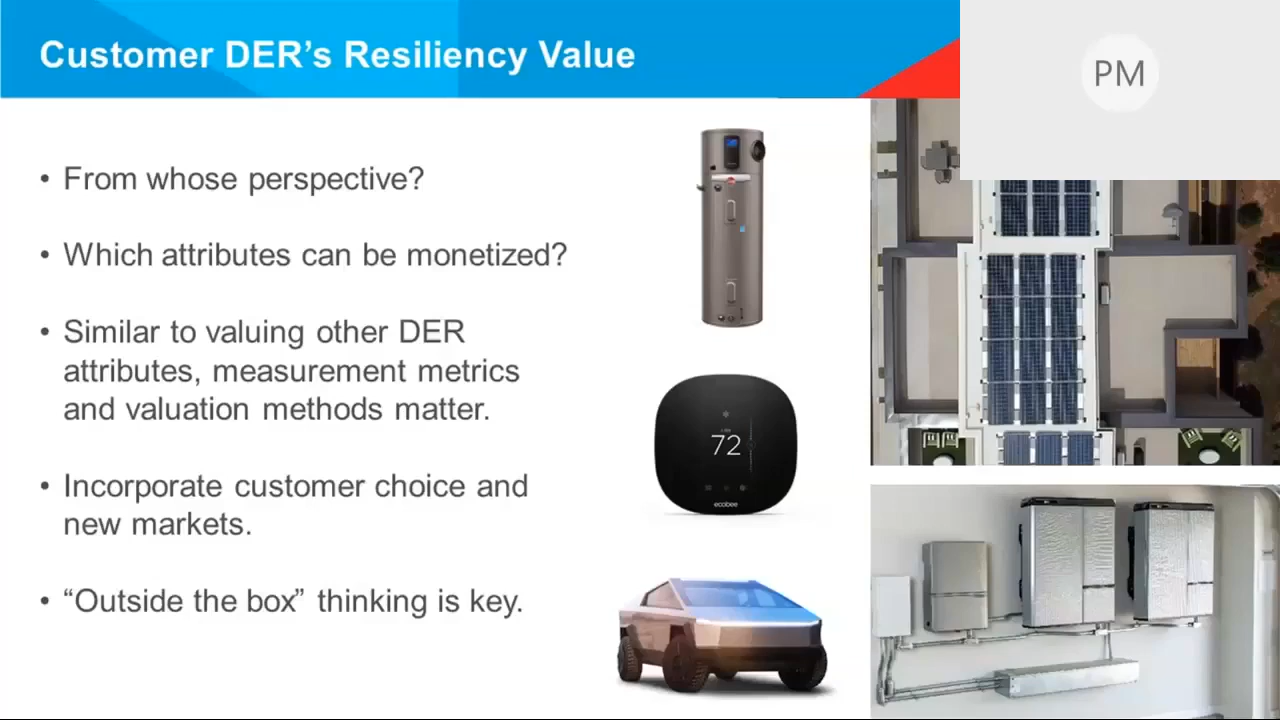 Customer DER’s Resiliency Value
PM
• From whose perspective?
• Which attributes can be monetized?
• Similar to valuing other DER
attributes, measurement metrics
and valuation methods matter.
• Incorporate customer choice and
new markets.
• “Outside the box” thinking is key.
72
ecobee